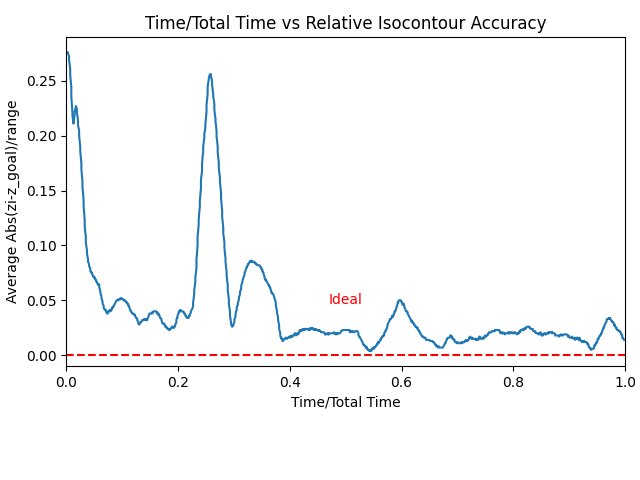 Time/Total Time vs Relative Isocontour Accuracy
Average Abs(zi-z_goal)/range
0.25
0.20
0.15
0.10
0.05
0.00
Ideal
0.0 0.2 0.4 0.6 0.8 1.0
Time/Total Time